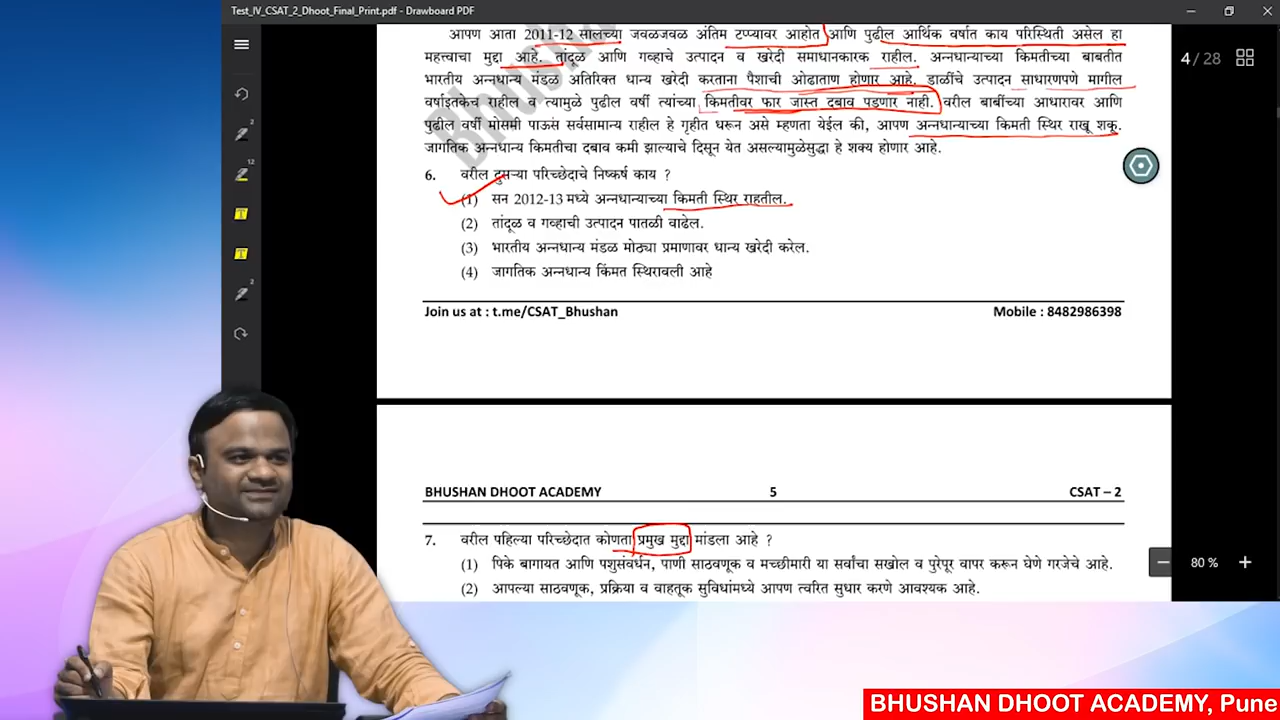 Test_IV_CSAT_2_Dhoot_Final_Print.pdf - Drawboard PDF
4 / 28
आपण आता 2011-12 सालच्या जवळजवळ अंतिम टप्प्यावर आहोत आणि पुढील आर्थिक वर्षात काय परिस्थिती असेल हा
महत्त्वाचा मुद्दा आहे. तांदळ आणि गव्हाचे उत्पादन व खरेदी समाधानकारक राहील. अन्नधान्याच्या किमतीच्या बाबतीत
भारतीय अन्नधान्य मंडळ अतिरिक्त धान्य खरेदी करताना पैशाची ओढाताण होणार आहे. डाळींचे उत्पादन साधारणपणे मागील
वर्षाइतकेच राहील व त्यामुळे पुढील वर्षी त्यांच्या किमतीवर फार जास्त दबाव पडणार नाही. वरील बाबींच्या आधारावर आणि
पुढील वर्षी मोसमी पाऊस सर्वसामान्य राहील हे गृहीत धरून असे म्हणता येईल की, आपण अन्नधान्याच्या किमती स्थिर राखू शकू.
जागतिक अन्नधान्य किमतीचा दबाव कमी झाल्याचे दिसून येत असल्यामुळेसुद्धा हे शक्य होणार आहे.
6. वरील दुसऱ्या परिच्छेदाचे निष्कर्ष काय ?
(1) सन 2012-13 मध्ये अन्नधान्याच्या किमती स्थिर राहतील.
(2) तांदूळ व गव्हाची उत्पादन पातळी वाढेल.
(3) भारतीय अन्नधान्य मंडळ मोठ्या प्रमाणावर धान्य खरेदी करेल.
(4) जागतिक अन्नधान्य किंमत स्थिरावली आहे
Join us at : t.me/CSAT_Bhushan Mobile : 8482986398
BHUSHAN DHOOT ACADEMY 5 CSAT – 2
7. वरील पहिल्या परिच्छेदात कोणता प्रमुख मुद्दा मांडला आहे ?
(1) पिके बागायत आणि पशुसंवर्धन, पाणी साठवणूक व मच्छीमारी या सर्वांचा सखोल व पुरेपूर वापर करून घेणे गरजेचे आहे.
(2) आपल्या साठवणूक, प्रक्रिया व वाहतूक सुविधांमध्ये आपण त्वरित सुधार करणे आवश्यक आहे.
80 %
BHUSHAN DHOOT ACADEMY, Pune